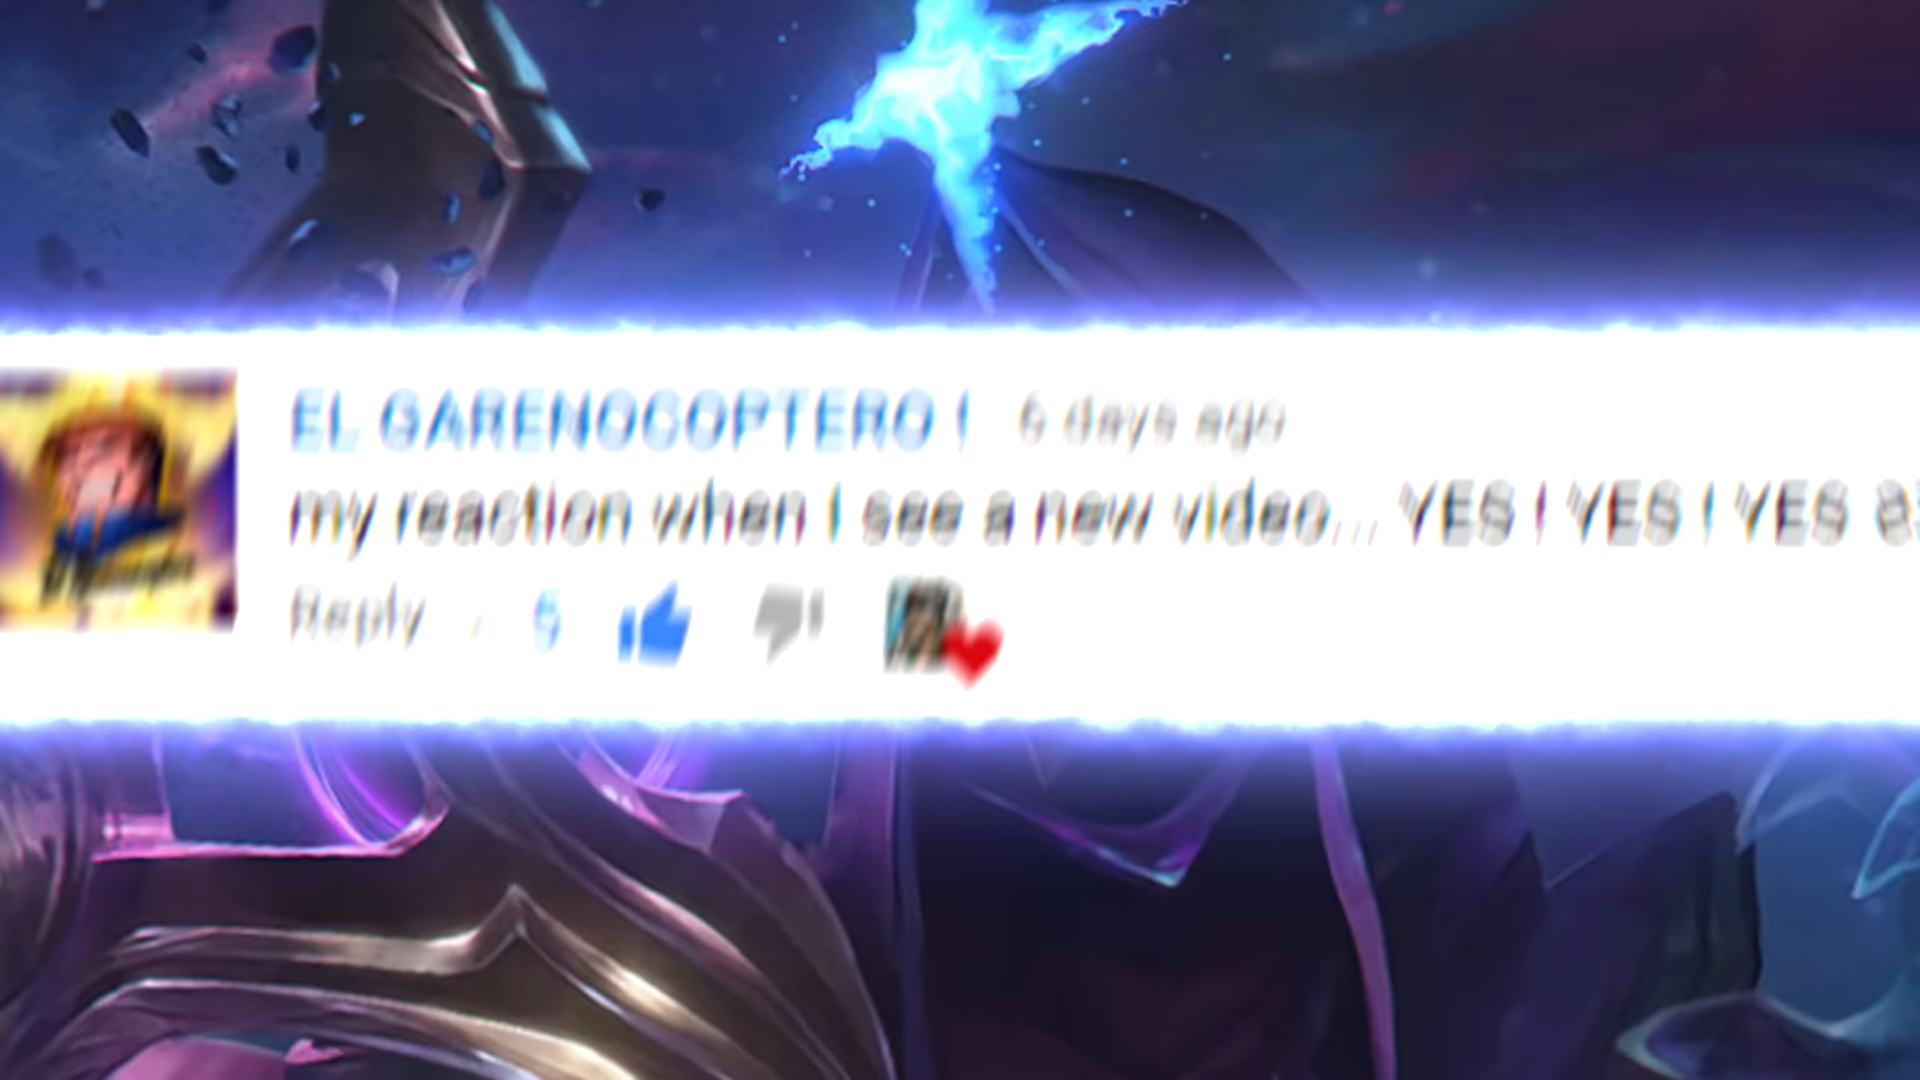 EL GARENOCOPTERO ! 6 days ago
my reaction when I see a new video... YES ! YES ! YES
Reply · 5